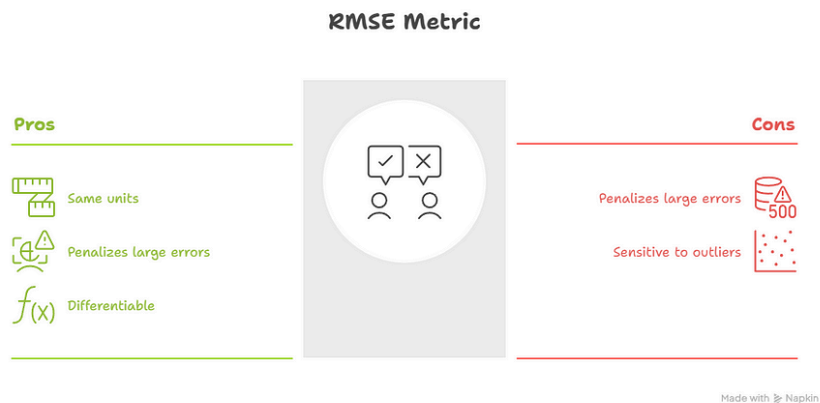 RMSE Metric
Pros
Cons
Same units
Penalizes large errors
Differentiable
f(x)
Penalizes large errors
500
Sensitive to outliers
Made with Napkin